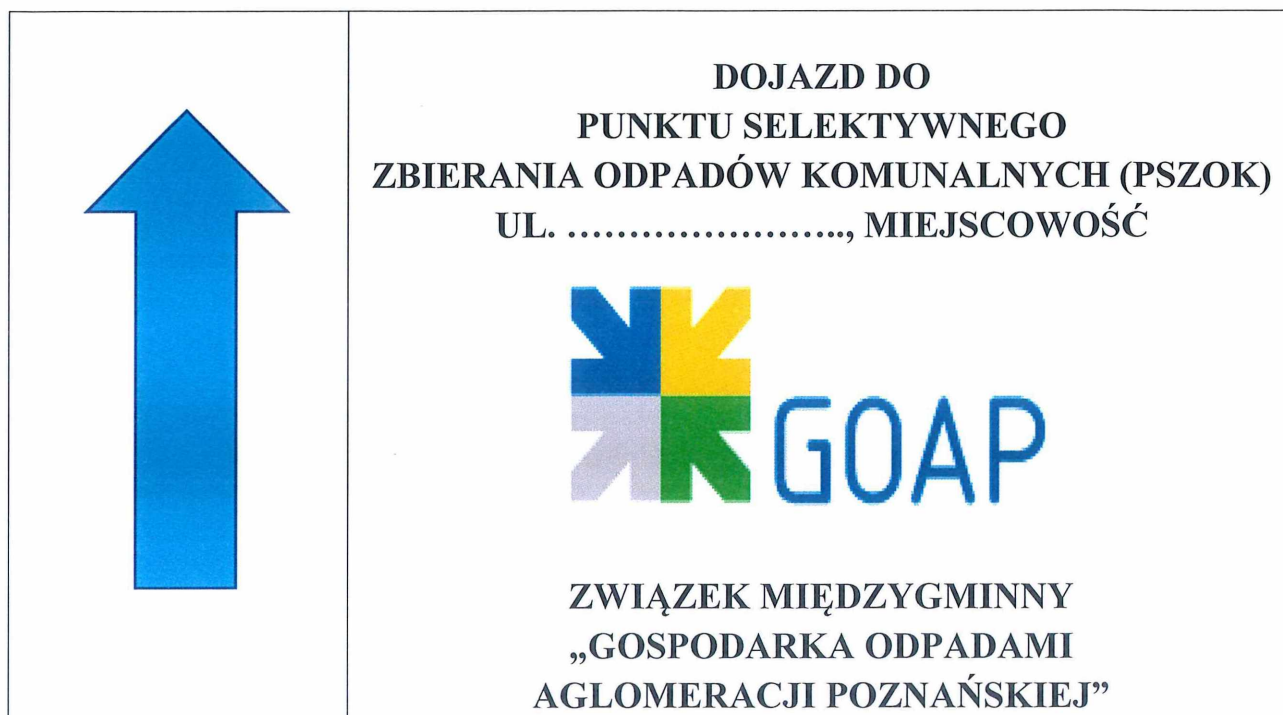 DOJAZD DO
PUNKTU SELEKTYWNEGO
ZBIERANIA ODPADÓW KOMUNALNYCH (PSZOK)
UL. ………………….., MIEJSCOWOŚĆ
GOAP
ZWIĄZEK MIĘDZYGMINNY
„GOSPODARKA ODPADAMI
AGLOMERACJI POZNAŃSKIEJ”